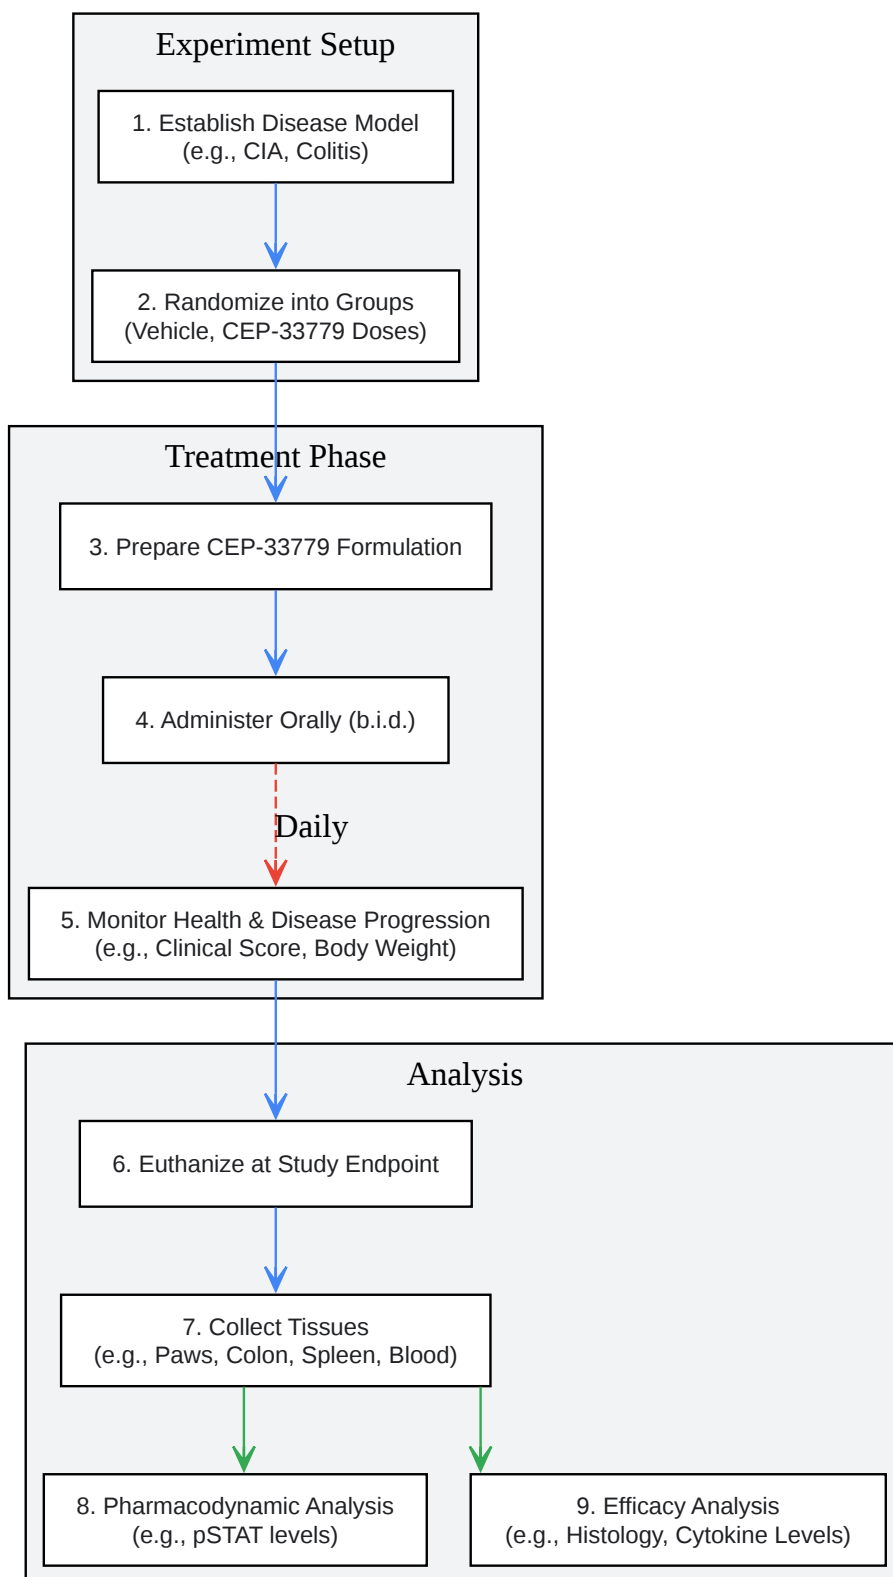 Experiment Setup
1. Establish Disease Model
(e.g., CIA, Colitis)
2. Randomize into Groups
(Vehicle, CEP-33779 Doses)
Treatment Phase
3. Prepare CEP-33779 Formulation
4. Administer Orally (b.i.d.)
Daily
5. Monitor Health & Disease Progression
(e.g., Clinical Score, Body Weight)
Analysis
6. Euthanize at Study Endpoint
7. Collect Tissues
(e.g., Paws, Colon, Spleen, Blood)
8. Pharmacodynamic Analysis
(e.g., pSTAT levels)
9. Efficacy Analysis
(e.g., Histology, Cytokine Levels)